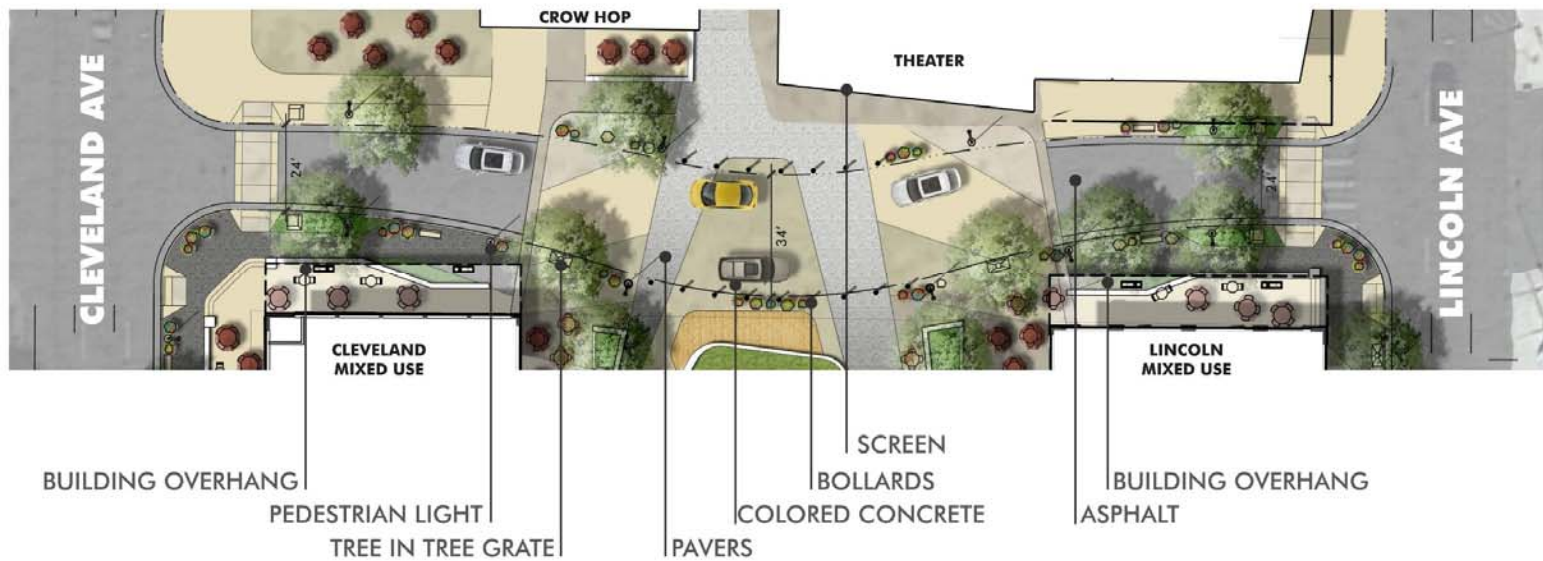 CROW HOP
THEATER
CLEVELAND AVE
LINCOLN AVE
24'
24'
34'
CLEVELAND
MIXED USE
LINCOLN
MIXED USE
SCREEN
BUILDING OVERHANG
BOLLARDS
BUILDING OVERHANG
PEDESTRIAN LIGHT
COLORED CONCRETE
ASPHALT
TREE IN TREE GRATE
PAVERS